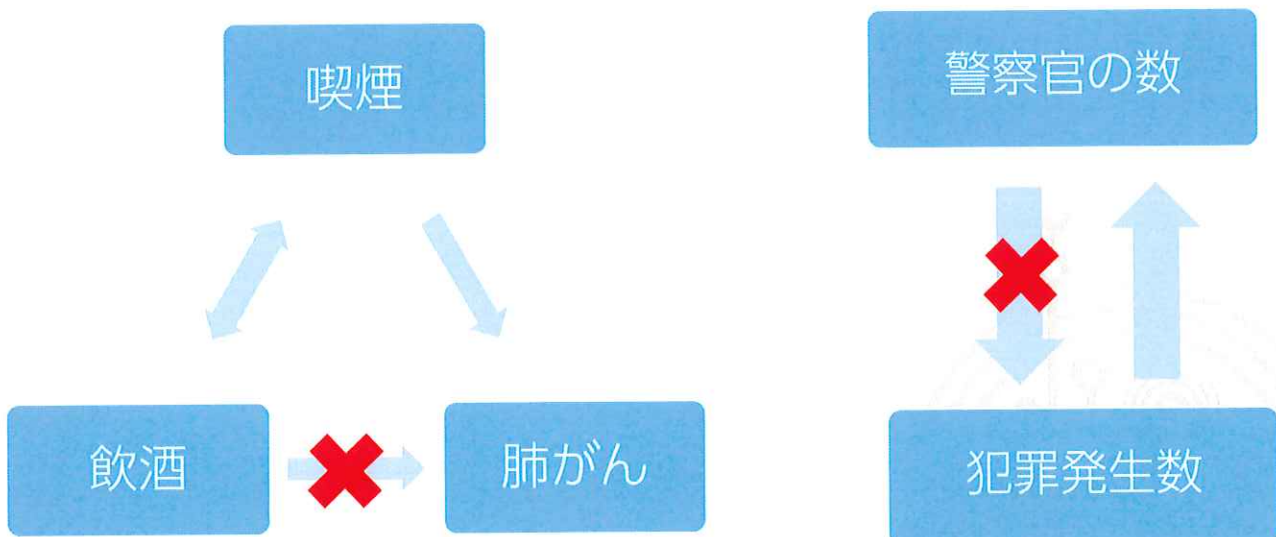 喫煙
飲酒
肺がん
警察官の数
犯罪発生数